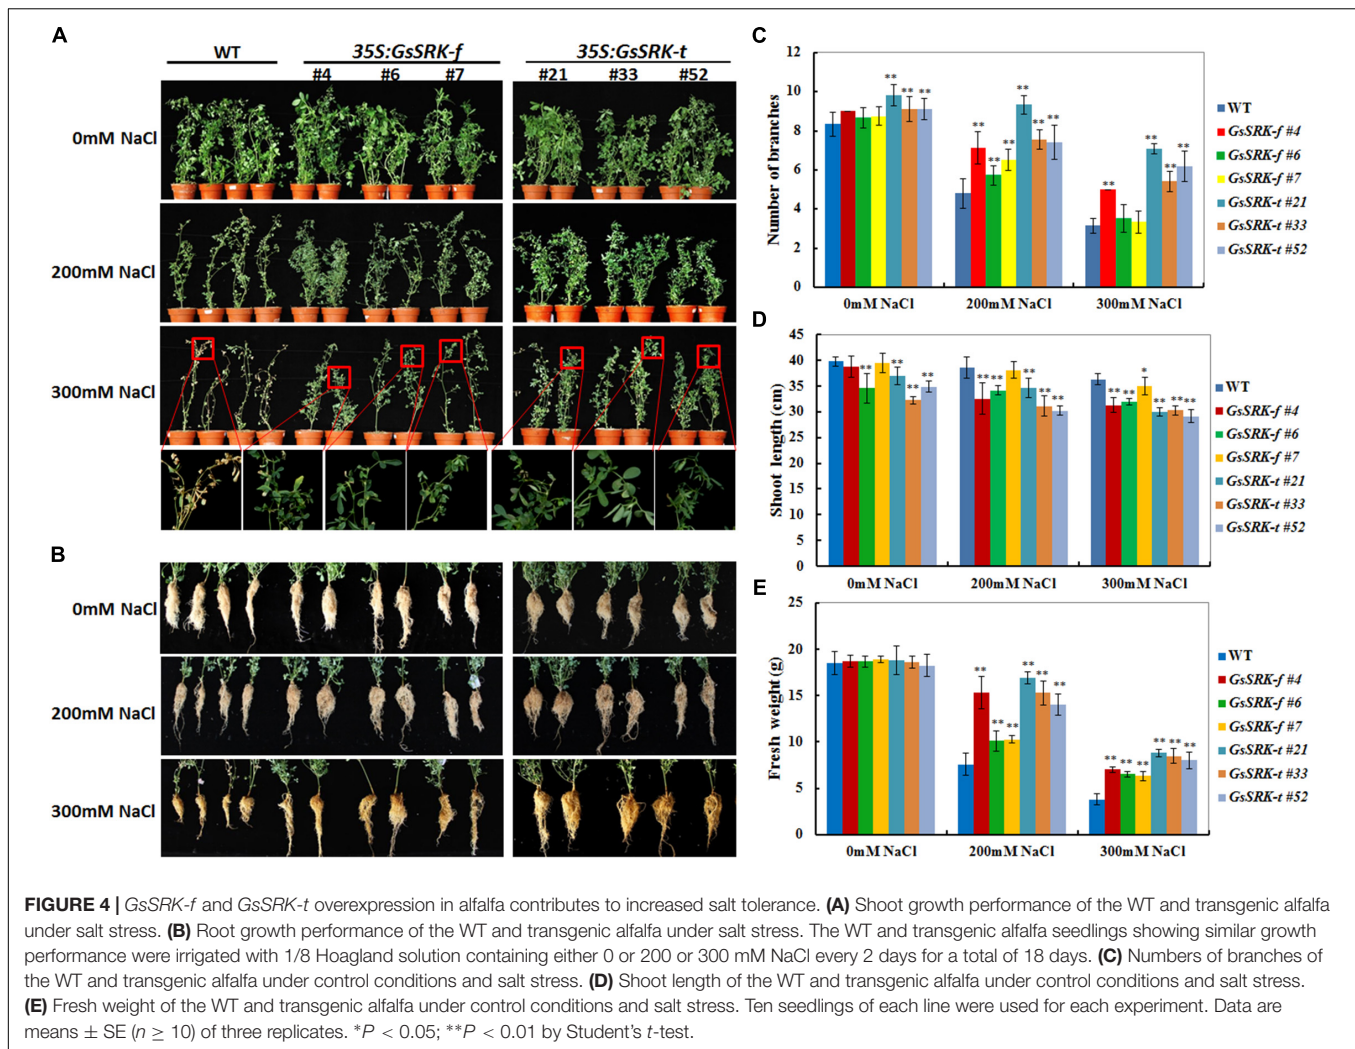 A
WT
35S:GsSRK-f
35S:GsSRK-t
#4 #6 #7 #21 #33 #52
0mM NaCl
200mM NaCl
300mM NaCl
B
0mM NaCl
200mM NaCl
300mM NaCl
C
Number of branches
12
10
8
6
4
2
0
** ** ** **
** ** ** ** ** **
** ** ** **
0mM NaCl 200mM NaCl 300mM NaCl
WT
GsSRK-f #4
GsSRK-f #6
GsSRK-f #7
GsSRK-t #21
GsSRK-t #33
GsSRK-t #52
D
Shoot length (cm)
45
40
35
30
25
20
15
10
5
0
** ** ** **
** ** ** ** **
** ** * ** ** **
0mM NaCl 200mM NaCl 300mM NaCl
WT
GsSRK-f #4
GsSRK-f #6
GsSRK-f #7
GsSRK-t #21
GsSRK-t #33
GsSRK-t #52
E
Fresh weight (g)
25
20
15
10
5
0
** ** ** ** ** **
** ** ** ** ** **
0mM NaCl 200mM NaCl 300mM NaCl
WT
GsSRK-f #4
GsSRK-f #6
GsSRK-f #7
GsSRK-t #21
GsSRK-t #33
GsSRK-t #52
FIGURE 4 | GsSRK-f and GsSRK-t overexpression in alfalfa contributes to increased salt tolerance. (A) Shoot growth performance of the WT and transgenic alfalfa
under salt stress. (B) Root growth performance of the WT and transgenic alfalfa under salt stress. The WT and transgenic alfalfa seedlings showing similar growth
performance were irrigated with 1/8 Hoagland solution containing either 0 or 200 or 300 mM NaCl every 2 days for a total of 18 days. (C) Numbers of branches of
the WT and transgenic alfalfa under control conditions and salt stress. (D) Shoot length of the WT and transgenic alfalfa under control conditions and salt stress.
(E) Fresh weight of the WT and transgenic alfalfa under control conditions and salt stress. Ten seedlings of each line were used for each experiment. Data are
means ± SE (n ≥ 10) of three replicates. *P < 0.05; **P < 0.01 by Student's t-test.